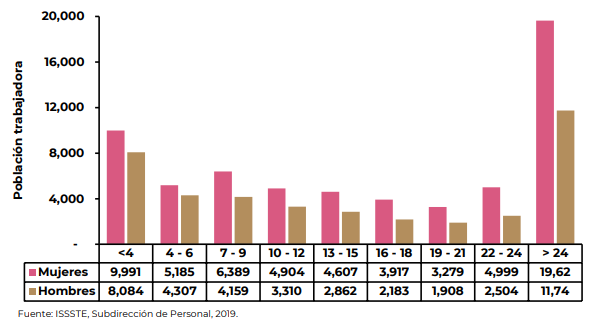 20,000
16,000
12,000
8,000
4,000
-
Población trabajadora
<4 4 - 6 7 - 9 10 - 12 13 - 15 16 - 18 19 - 21 22 - 24 > 24
Mujeres 9,991 5,185 6,389 4,904 4,607 3,917 3,279 4,999 19,62
Hombres 8,084 4,307 4,159 3,310 2,862 2,183 1,908 2,504 11,74
Fuente: ISSSTE, Subdirección de Personal, 2019.